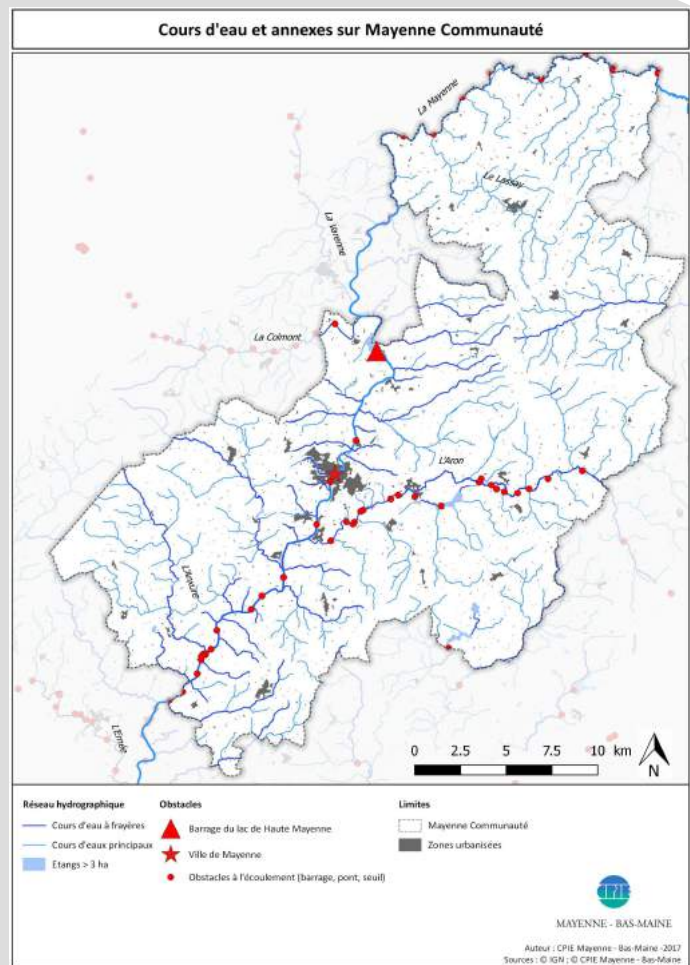 Cours d'eau et annexes sur Mayenne Communauté
La Mayenne
Le Lassay
La Varenne
La Colmont
L'Aron
L'Anvore
L'Ernée
0 2.5 5 7.5 10 km
N
Réseau hydrographique
Cours d'eau à frayères
Cours d'eaux principaux
Etangs > 3 ha
Obstacles
Barrage du lac de Haute Mayenne
Ville de Mayenne
Obstacles à l'écoulement (barrage, pont, seuil)
Limites
Mayenne Communauté
Zones urbanisées
CPIE
MAYENNE - BAS-MAINE
Auteur : CPIE Mayenne - Bas-Maine -2017
Sources : © IGN ; © CPIE Mayenne - Bas-Maine